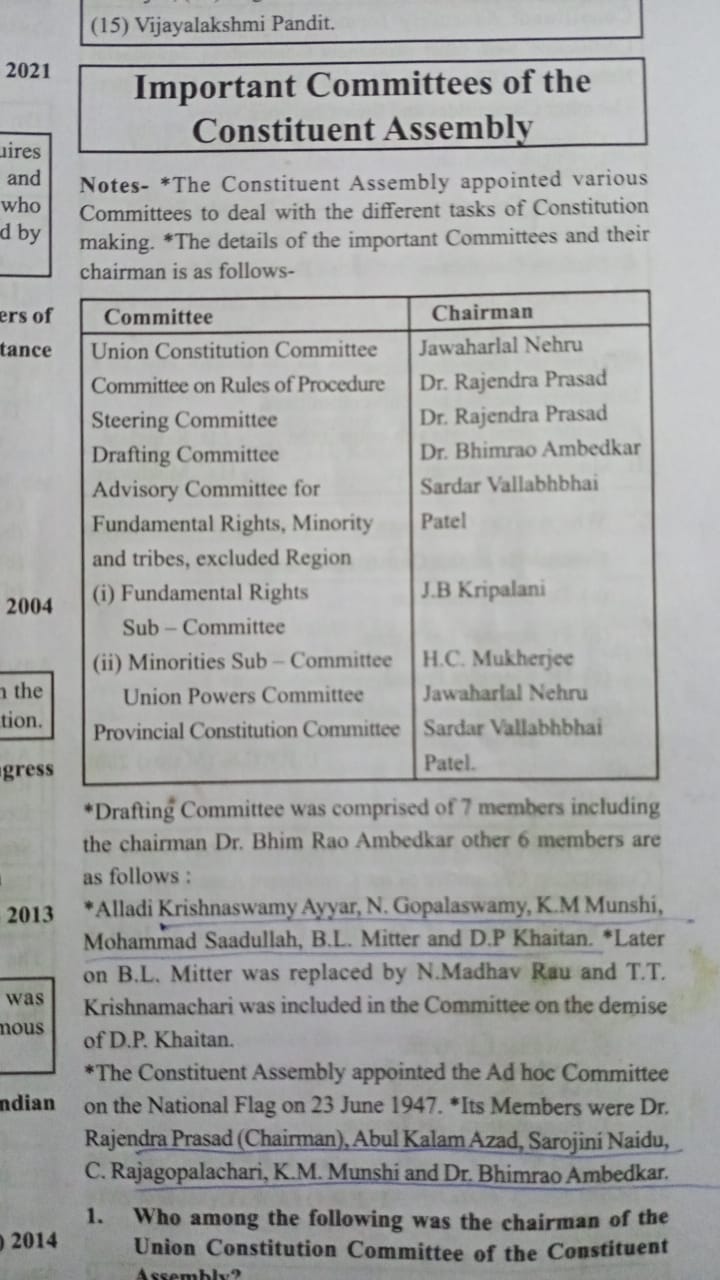 (15) Vijayalakshmi Pandit.
2021
Important Committees of the
Constituent Assembly
and
who
d by
Notes- *The Constituent Assembly appointed various
Committees to deal with the different tasks of Constitution
making. *The details of the important Committees and their
chairman is as follows-
ers of
tance
Committee Chairman
Union Constitution Committee Jawaharlal Nehru
Committee on Rules of Procedure Dr. Rajendra Prasad
Steering Committee Dr. Rajendra Prasad
Drafting Committee Dr. Bhimrao Ambedkar
Advisory Committee for Sardar Vallabhbhai
Fundamental Rights, Minority Patel
and tribes, excluded Region
(i) Fundamental Rights J.B Kripalani
Sub – Committee
(ii) Minorities Sub – Committee H.C. Mukherjee
Union Powers Committee Jawaharlal Nehru
Provincial Constitution Committee Sardar Vallabhbhai
Patel.
2004
the
tion.
gress
*Drafting Committee was comprised of 7 members including
the chairman Dr. Bhim Rao Ambedkar other 6 members are
as follows :
*Alladi Krishnaswamy Ayyar, N. Gopalaswamy, K.M Munshi,
Mohammad Saadullah, B.L. Mitter and D.P Khaitan. *Later
on B.L. Mitter was replaced by N.Madhav Rau and T.T.
Krishnamachari was included in the Committee on the demise
of D.P. Khaitan.
*The Constituent Assembly appointed the Ad hoc Committee
on the National Flag on 23 June 1947. *Its Members were Dr.
Rajendra Prasad (Chairman), Abul Kalam Azad, Sarojini Naidu,
C. Rajagopalachari, K.M. Munshi and Dr. Bhimrao Ambedkar.
2013
was
nous
ndian
) 2014
1. Who among the following was the chairman of the
Union Constitution Committee of the Constituent
Assembly?